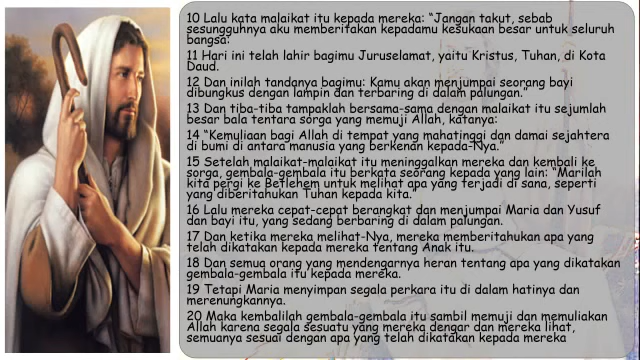 10 Lalu kata malaikat itu kepada mereka: “Jangan takut, sebab
sesungguhnya aku memberitakan kepadamu kesukaan besar untuk seluruh
bangsa:
11 Hari ini telah lahir bagimu Juruselamat, yaitu Kristus, Tuhan, di Kota
Daud.
12 Dan inilah tandanya bagimu: Kamu akan menjumpai seorang bayi
dibungkus dengan lampin dan terbaring di dalam palungan.”
13 Dan tiba-tiba tampaklah bersama-sama dengan malaikat itu sejumlah
besar bala tentara sorga yang memuji Allah, katanya:
14 “Kemuliaan bagi Allah di tempat yang mahatinggi dan damai sejahtera
di bumi di antara manusia yang berkenan kepada-Nya.”
15 Setelah malaikat-malaikat itu meninggalkan mereka dan kembali ke
sorga, gembala-gembala itu berkata seorang kepada yang lain: “Marilah
kita pergi ke Betlehem untuk melihat apa yang terjadi di sana, seperti
yang diberitahukan Tuhan kepada kita.”
16 Lalu mereka cepat-cepat berangkat dan menjumpai Maria dan Yusuf
dan bayi itu, yang sedang berbaring di dalam palungan.
17 Dan ketika mereka melihat-Nya, mereka memberitahukan apa yang
telah dikatakan kepada mereka tentang Anak itu.
18 Dan semua orang yang mendengarnya heran tentang apa yang dikatakan
gembala-gembala itu kepada mereka.
19 Tetapi Maria menyimpan segala perkara itu di dalam hatinya dan
merenungkannya.
20 Maka kembalilah gembala-gembala itu sambil memuji dan memuliakan
Allah karena segala sesuatu yang mereka dengar dan mereka lihat,
semuanya sesuai dengan apa yang telah dikatakan kepada mereka